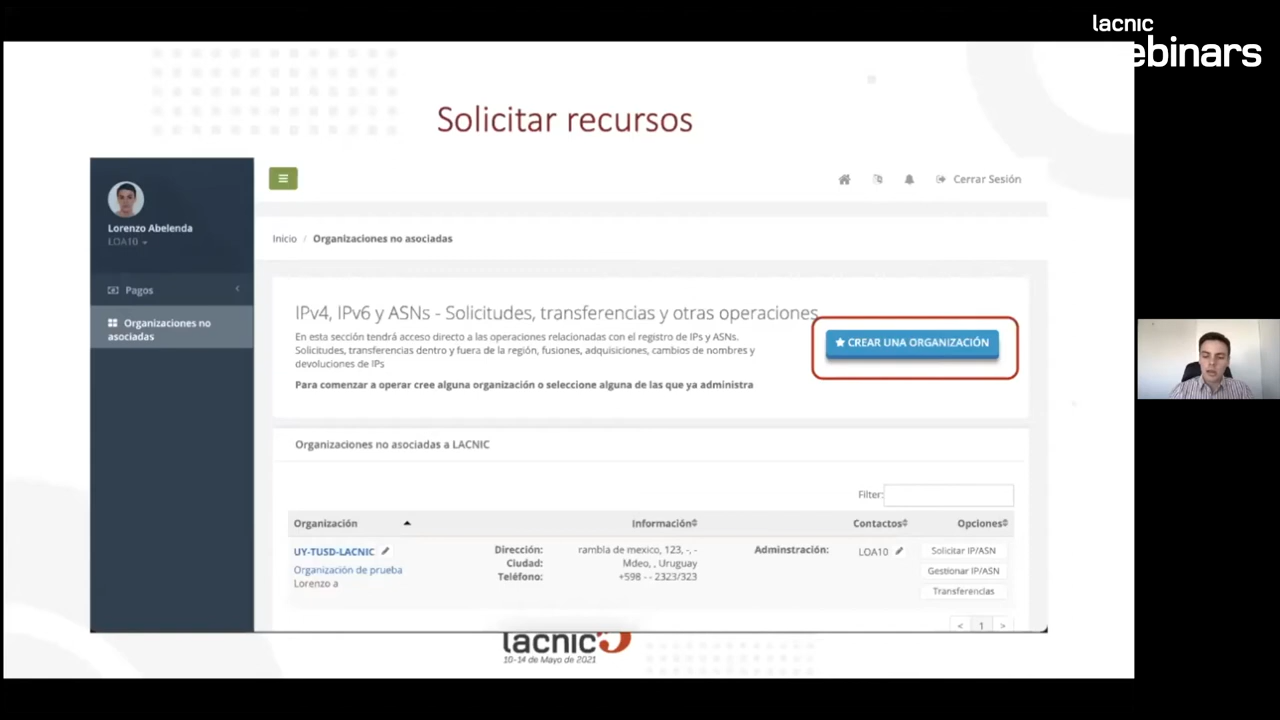 lacnic
ebinars
Solicitar recursos
Cerrar Sesión
Lorenzo Abelenda
LOA10
Inicio / Organizaciones no asociadas
Pagos
Organizaciones no
asociadas
IPv4, IPv6 y ASNs - Solicitudes, transferencias y otras operaciones
En esta sección tendrá acceso directo a las operaciones relacionadas con el registro de IPs y ASNs.
Solicitudes, transferencias dentro y fuera de la región, fusiones, adquisiciones, cambios de nombres y
devoluciones de IPs
Para comenzar a operar cree alguna organización o seleccione alguna de las que ya administra
CREAR UNA ORGANIZACIÓN
Organizaciones no asociadas a LACNIC
Filter:
Organización Información Contactos Opciones
UY-TUSD-LACNIC
Organización de prueba
Lorenzo a
Dirección: rambla de mexico, 123, -, -
Ciudad: Mdeo, , Uruguay
Teléfono: +598 - - 2323/323
Adminstración: LOA10
Solicitar IP/ASN
Gestionar IP/ASN
Transferencias
< 1 >
lacnic
10-14 de Mayo de 2021